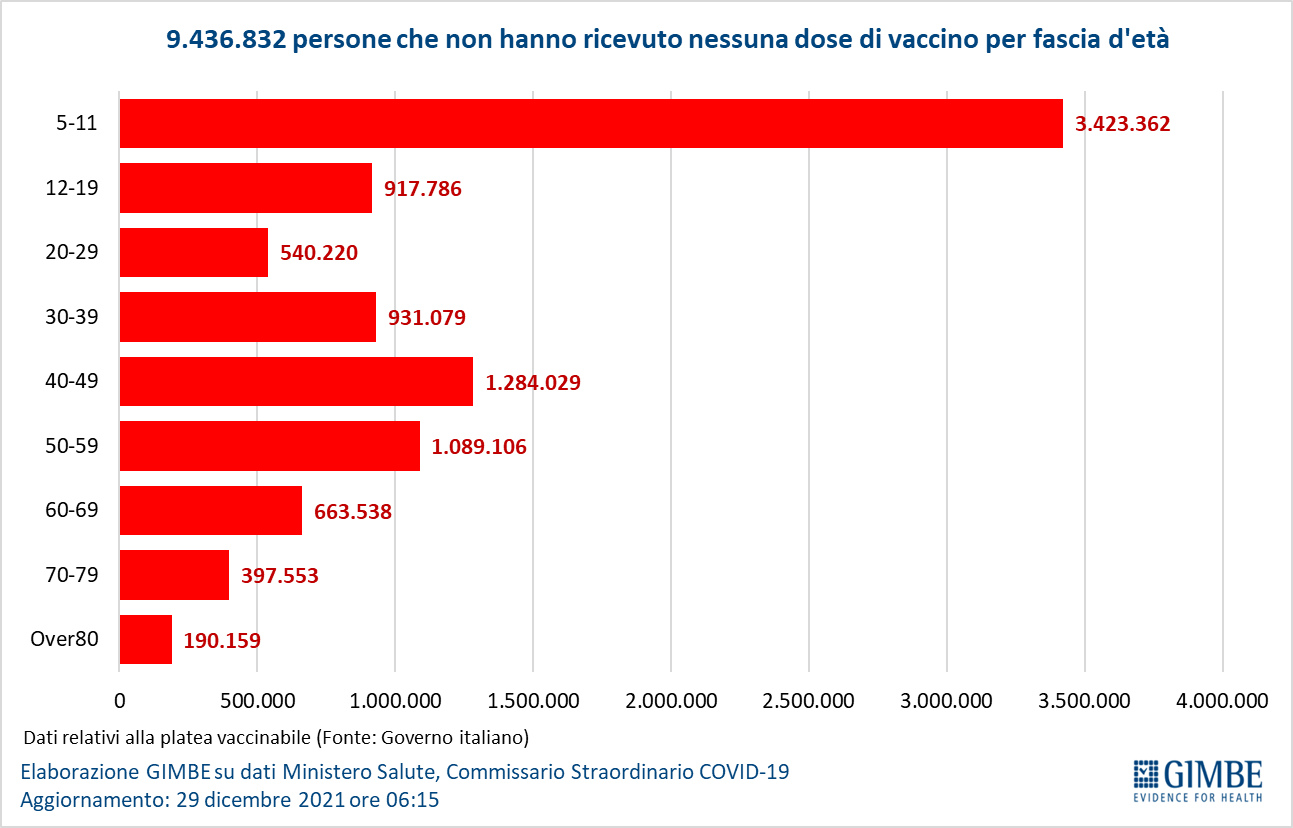 9.436.832 persone che non hanno ricevuto nessuna dose di vaccino per fascia d'età
5-11 3.423.362
12-19 917.786
20-29 540.220
30-39 931.079
40-49 1.284.029
50-59 1.089.106
60-69 663.538
70-79 397.553
Over80 190.159
0 500.000 1.000.000 1.500.000 2.000.000 2.500.000 3.000.000 3.500.000 4.000.000
Dati relativi alla platea vaccinabile (Fonte: Governo italiano)
Elaborazione GIMBE su dati Ministero Salute, Commissario Straordinario COVID-19
Aggiornamento: 29 dicembre 2021 ore 06:15
GIMBE
EVIDENCE FOR HEALTH